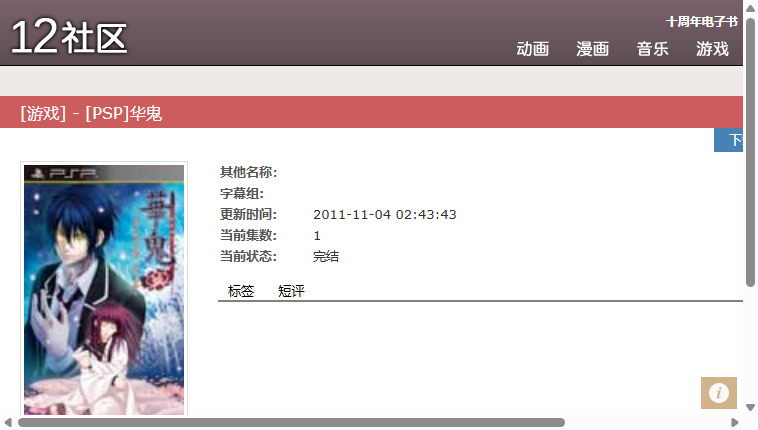 12社区
十周年电子书
动画 漫画 音乐 游戏
[游戏] - [PSP]华鬼
PSP
華鬼
其他名称:
字幕组:
更新时间: 2011-11-04 02:43:43
当前集数: 1
当前状态: 完结
标签 短评